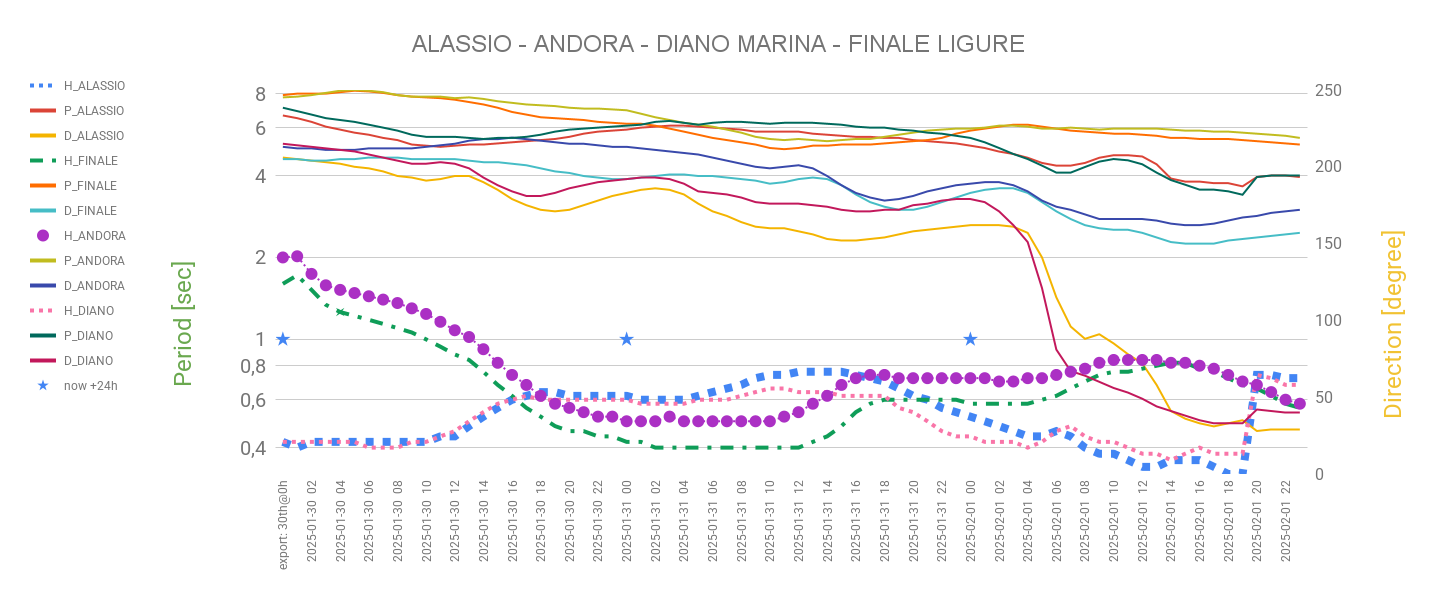 ALASSIO - ANDORA - DIANO MARINA - FINALE LIGURE
H_ALASSIO
P_ALASSIO
D_ALASSIO
H_FINALE
P_FINALE
D_FINALE
H_ANDORA
P_ANDORA
D_ANDORA
H_DIANO
P_DIANO
D_DIANO
now +24h
Period [sec]
8
6
4
2
1
0,8
0,6
0,4
250
200
150
100
50
0
Direction [degree]
export: 30th@0h
2025-01-30 02
2025-01-30 04
2025-01-30 06
2025-01-30 08
2025-01-30 10
2025-01-30 12
2025-01-30 14
2025-01-30 16
2025-01-30 18
2025-01-30 20
2025-01-30 22
2025-01-31 00
2025-01-31 02
2025-01-31 04
2025-01-31 06
2025-01-31 08
2025-01-31 10
2025-01-31 12
2025-01-31 14
2025-01-31 16
2025-01-31 18
2025-01-31 20
2025-01-31 22
2025-02-01 00
2025-02-01 02
2025-02-01 04
2025-02-01 06
2025-02-01 08
2025-02-01 10
2025-02-01 12
2025-02-01 14
2025-02-01 16
2025-02-01 18
2025-02-01 20
2025-02-01 22